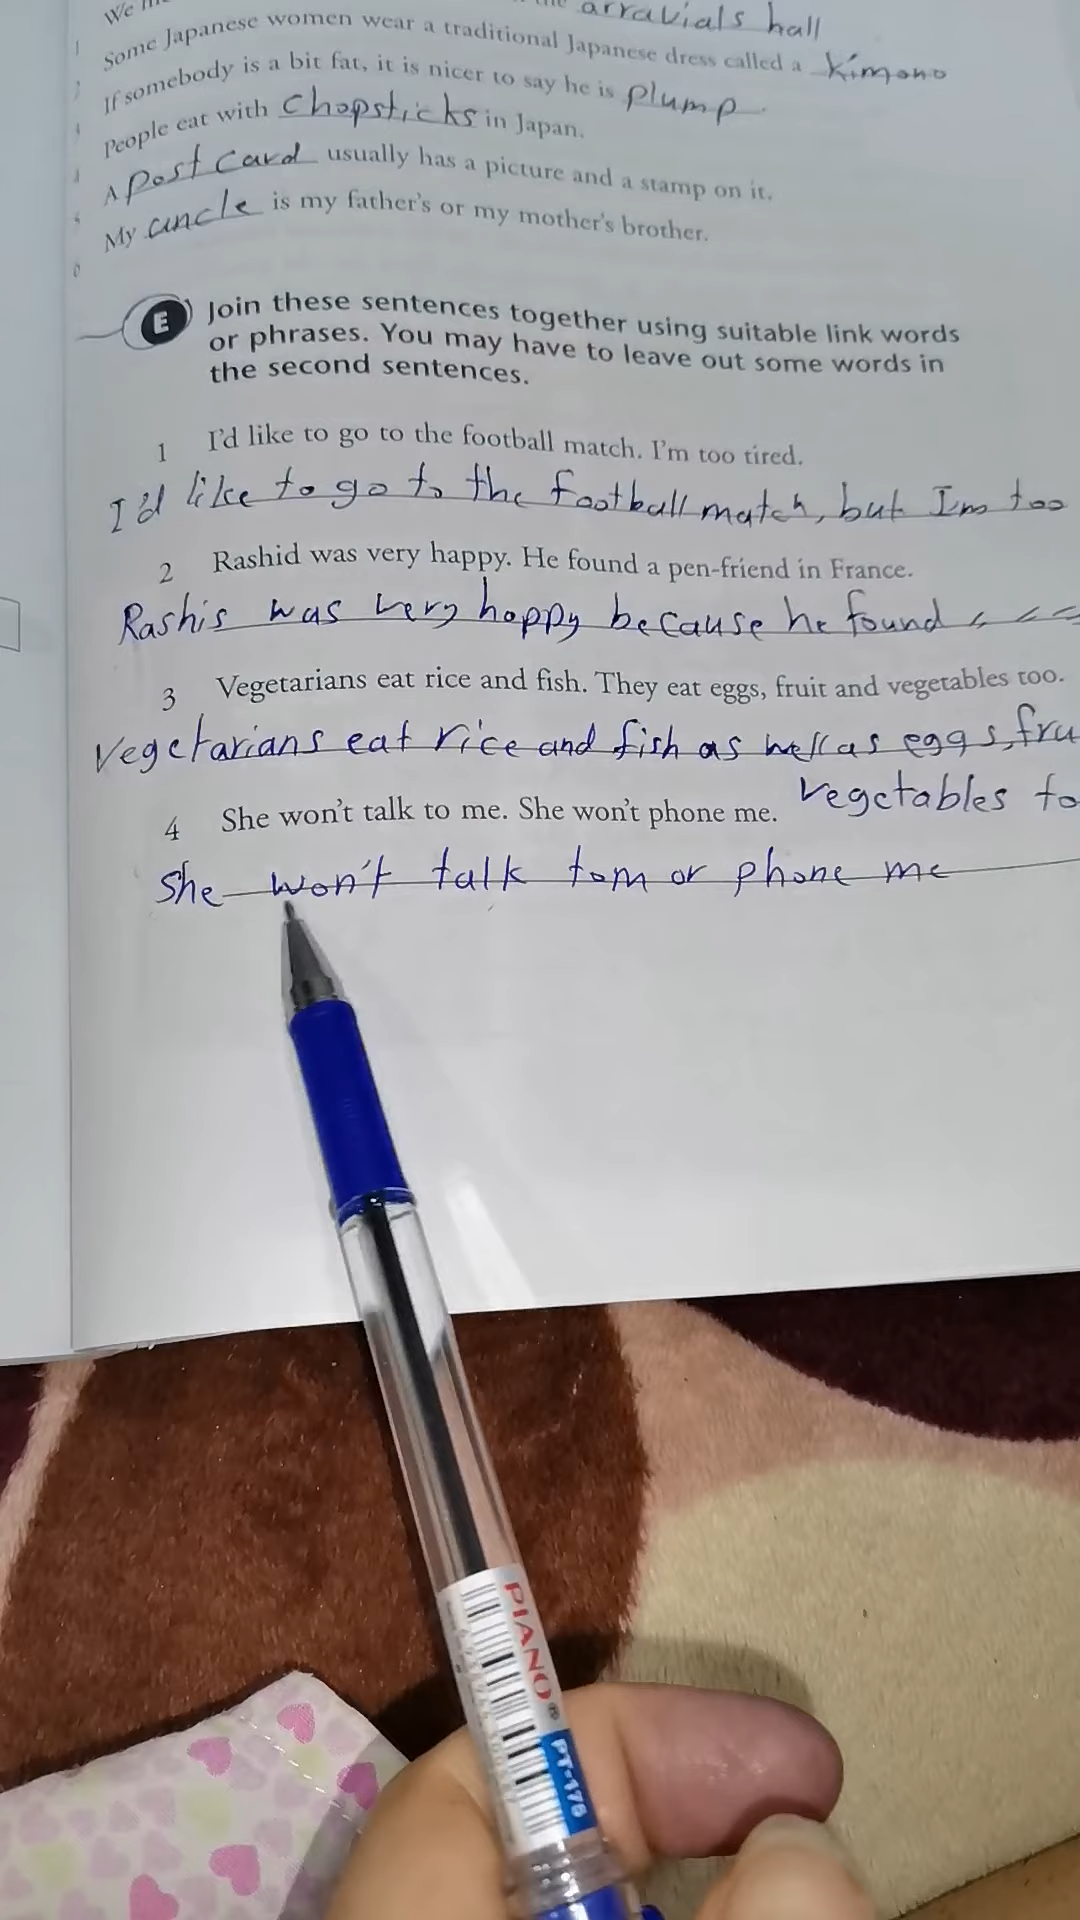 We
the arravials hall
1 Some Japanese women wear a traditional Japanese dress called a Kimono
If somebody is a bit fat, it is nicer to say he is plump.
People eat with chopsticks in Japan.
A post card usually has a picture and a stamp on it.
My uncle is my father's or my mother's brother.
E Join these sentences together using suitable link words
or phrases. You may have to leave out some words in
the second sentences.
1 I'd like to go to the football match. I'm too tired.
I'd like to go to the football match, but Im too
2 Rashid was very happy. He found a pen-friend in France.
Rashis was very happy because he found
3 Vegetarians eat rice and fish. They eat eggs, fruit and vegetables too.
Vegetarians eat rice and fish as well as eggs, fru
vegetables to
4 She won't talk to me. She won't phone me.
She won't talk tom or phone me
PIANO® PT-175